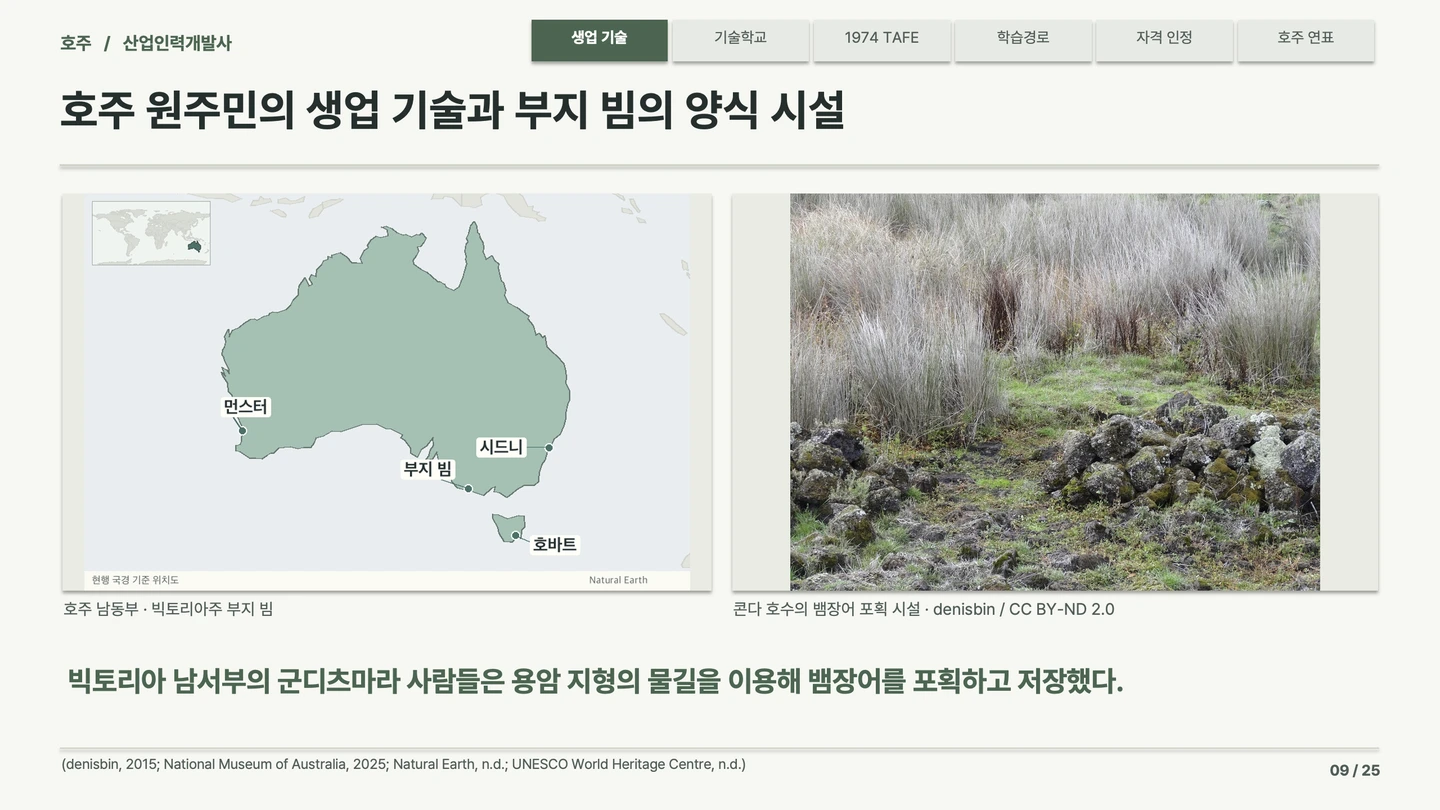 호주 / 산업인력개발사
생업 기술
기술학교
1974 TAFE
학습경로
자격 인정
호주 연표
호주 원주민의 생업 기술과 부지 빔의 양식 시설
먼스터
시드니
부지 빔
호바트
현행 국경 기준 위치도
Natural Earth
호주 남동부 · 빅토리아주 부지 빔
콘다 호수의 뱀장어 포획 시설 · denisbin / CC BY-ND 2.0
빅토리아 남서부의 군디츠마라 사람들은 용암 지형의 물길을 이용해 뱀장어를 포획하고 저장했다.
(denisbin, 2015; National Museum of Australia, 2025; Natural Earth, n.d.; UNESCO World Heritage Centre, n.d.)
09 / 25